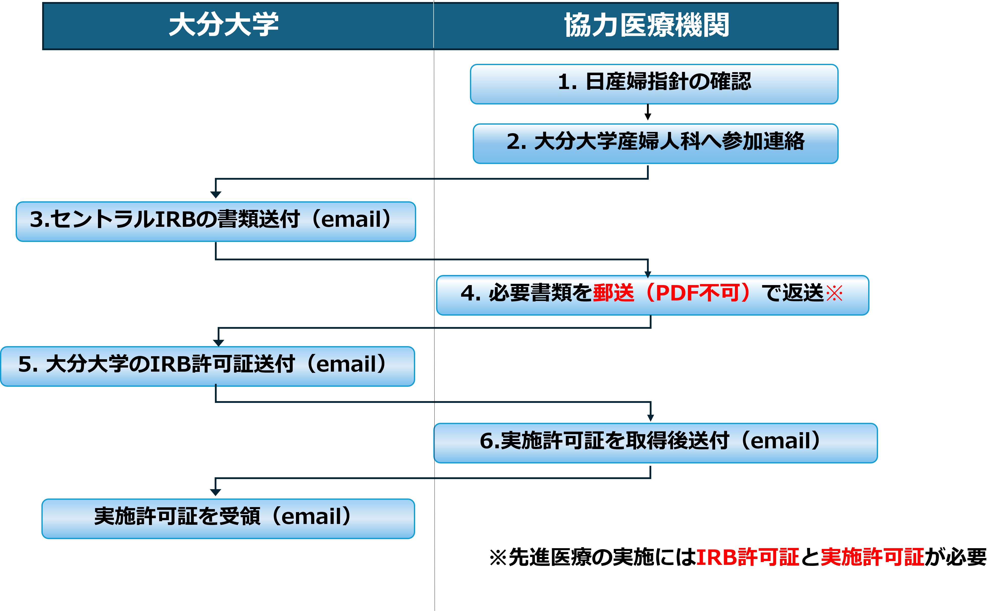 大分大学
協力医療機関
1. 日産婦指針の確認
2. 大分大学産婦人科へ参加連絡
3.セントラルIRBの書類送付（email）
4. 必要書類を郵送（PDF不可）で返送※
5. 大分大学のIRB許可証送付（email）
6.実施許可証を取得後送付（email）
実施許可証を受領（email）
※先進医療の実施にはIRB許可証と実施許可証が必要